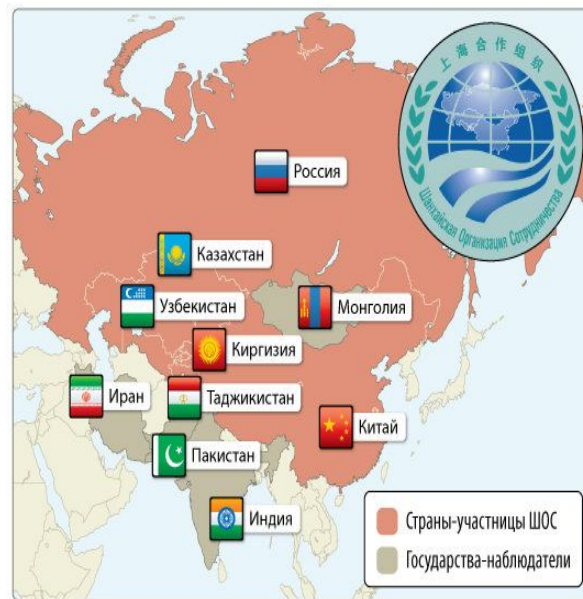 上海合作组织
Шанхайская Организация Сотрудничества
Россия
Казахстан
Узбекистан
Монголия
Киргизия
Иран
Таджикистан
Китай
Пакистан
Индия
Страны-участницы ШОС
Государства-наблюдатели